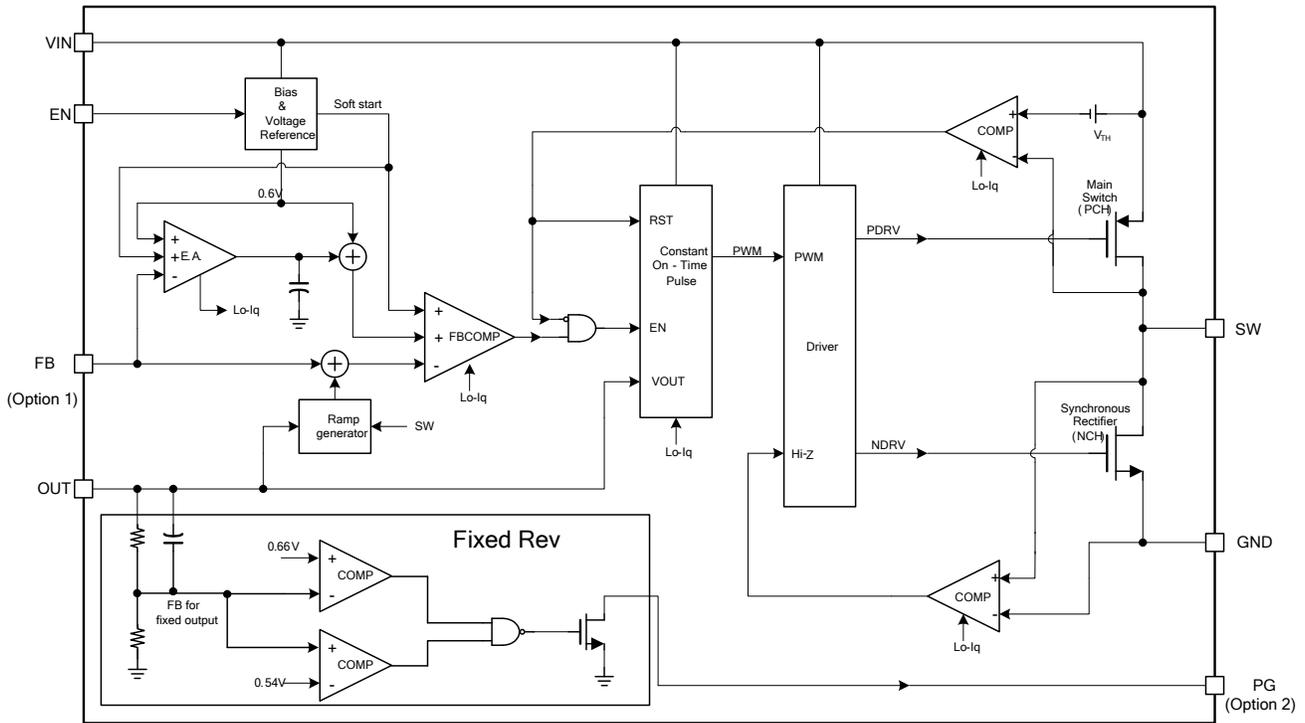 VIN
EN
Bias
&
Voltage
Reference
Soft start
0.6V
+
+
-
E.A.
Lo-Iq
+
+
+
-
FBCOMP
Lo-Iq
FB
(Option 1)
+
Ramp
generator
SW
OUT
RST
Constant
On - Time
Pulse
EN
VOUT
Lo-Iq
PWM
PWM
Driver
Hi-Z
PDRV
NDRV
+
-
COMP
Lo-Iq
VTH
Main
Switch
(PCH)
SW
Synchronous
Rectifier
(NCH)
GND
+
-
COMP
Lo-Iq
Fixed Rev
0.66V
+
-
COMP
FB for
fixed output
+
-
COMP
0.54V
PG
(Option 2)